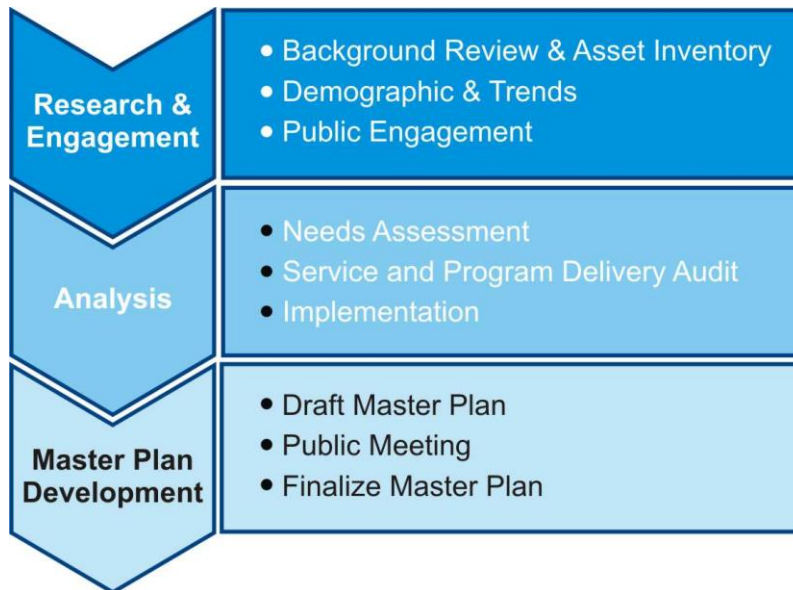 Research &
Engagement
• Background Review & Asset Inventory
• Demographic & Trends
• Public Engagement
Analysis
• Needs Assessment
• Service and Program Delivery Audit
• Implementation
Master Plan
Development
• Draft Master Plan
• Public Meeting
• Finalize Master Plan